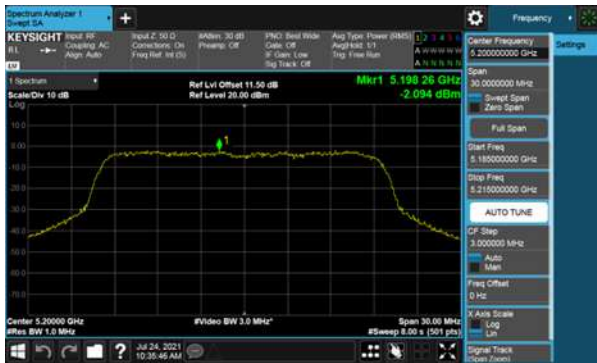 Spectrum Analyzer 1
Swept SA
+
Frequency
KEYSIGHT
Input: RF
Input Z: 50 Ω
#Atten: 30 dB
PNO: Best Wide
Avg Type: Power (RMS)
1 2 3 4 5 6
RL
Coupling: AC
Corrections: On
Preamp: Off
Gate: Off
Avg|Hold: 1/1
A W W W W W
Align: Auto
Freq Ref: Int (S)
IF Gain: Low
Trig: Free Run
Sig Track: Off
A N N N N N
LXI
1 Spectrum
Scale/Div 10 dB
Ref Lvl Offset 11.50 dB
Ref Level 20.00 dBm
Mkr1 5.198 26 GHz
-2.094 dBm
Log
10.0
0.00
-10.0
-20.0
-30.0
-40.0
-50.0
-60.0
-70.0
1
Center 5.20000 GHz
#Res BW 1.0 MHz
#Video BW 3.0 MHz*
Span 30.00 MHz
#Sweep 8.00 s (501 pts)
Jul 24, 2021
10:35:46 AM
Center Frequency
5.200000000 GHz
Settings
Span
30.0000000 MHz
Swept Span
Zero Span
Full Span
Start Freq
5.185000000 GHz
Stop Freq
5.215000000 GHz
AUTO TUNE
CF Step
3.000000 MHz
Auto
Man
Freq Offset
0 Hz
X Axis Scale
Log
Lin
Signal Track
(Span Zoom)